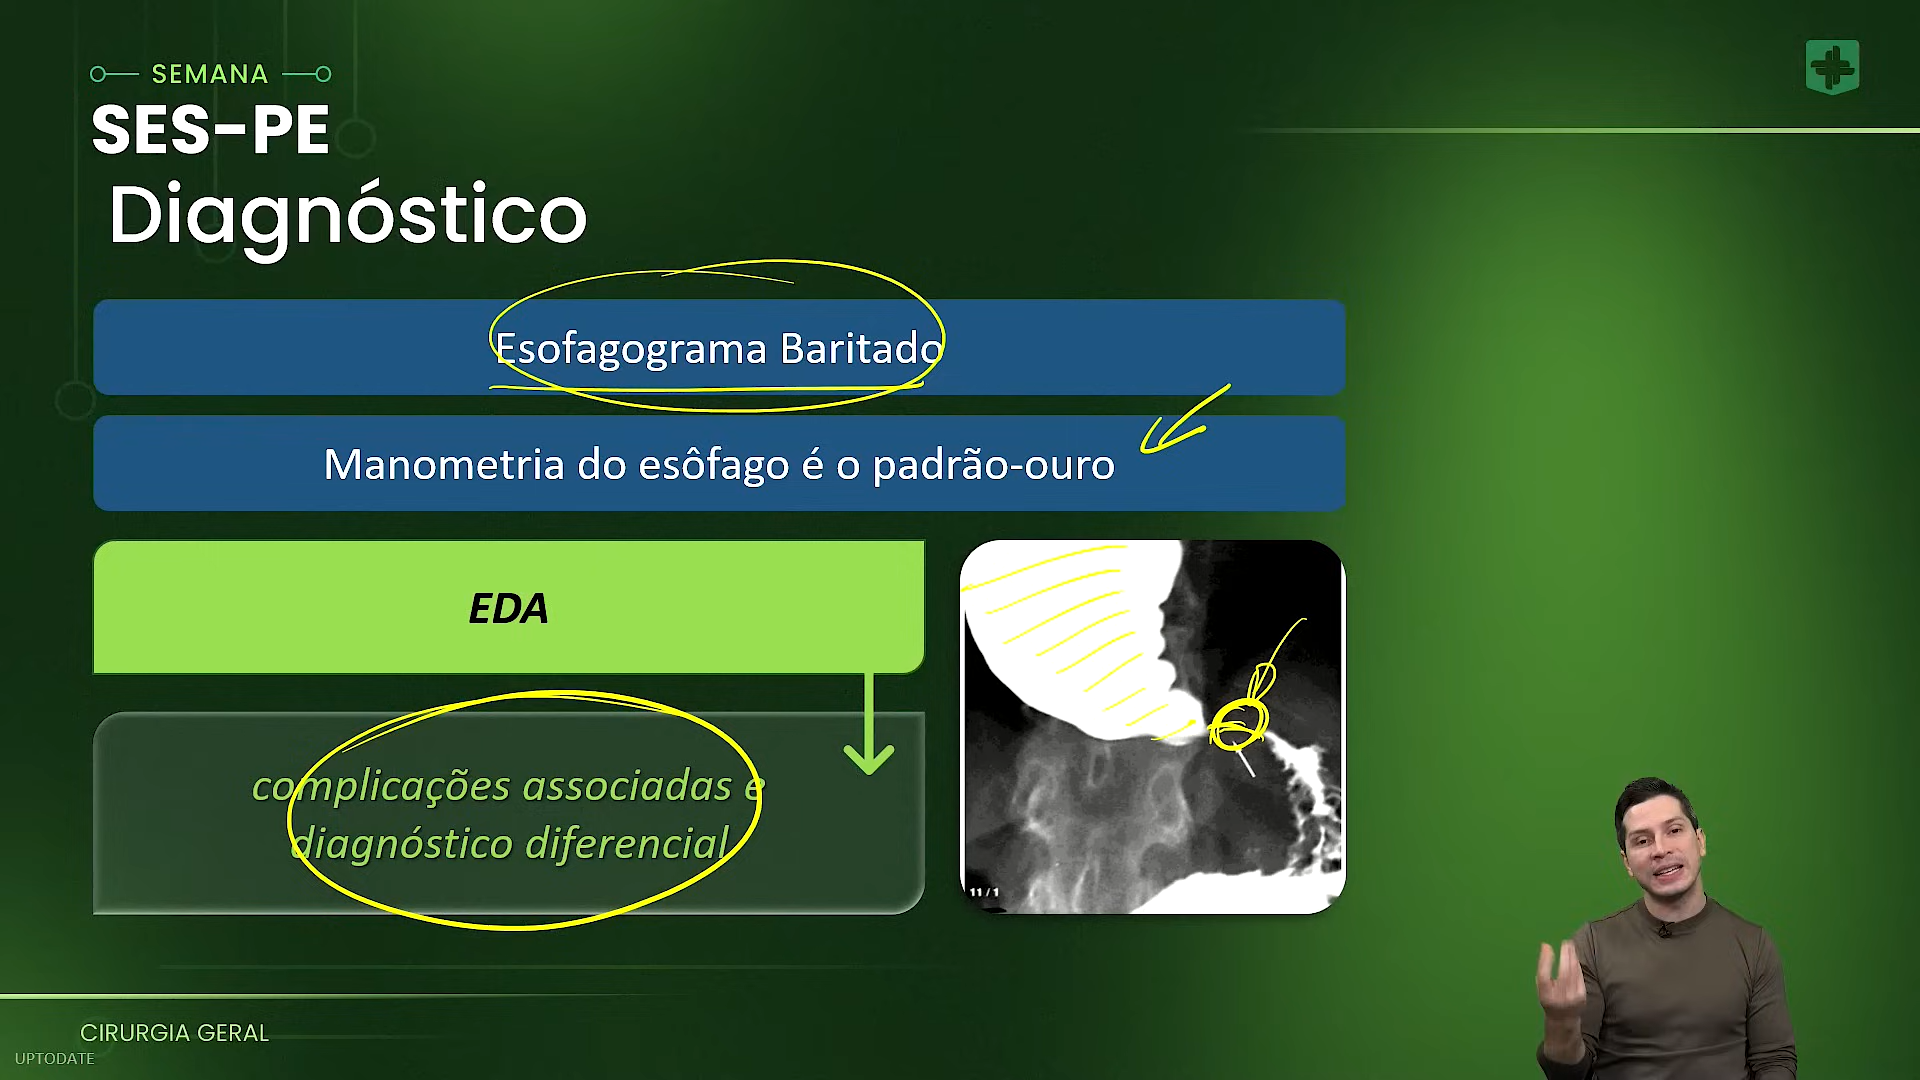 SEMANA
SES-PE
Diagnóstico
Esofagograma Baritado
Manometria do esôfago é o padrão-ouro
EDA
complicações associadas e
diagnóstico diferencial
11/1
CIRURGIA GERAL
UPTODATE